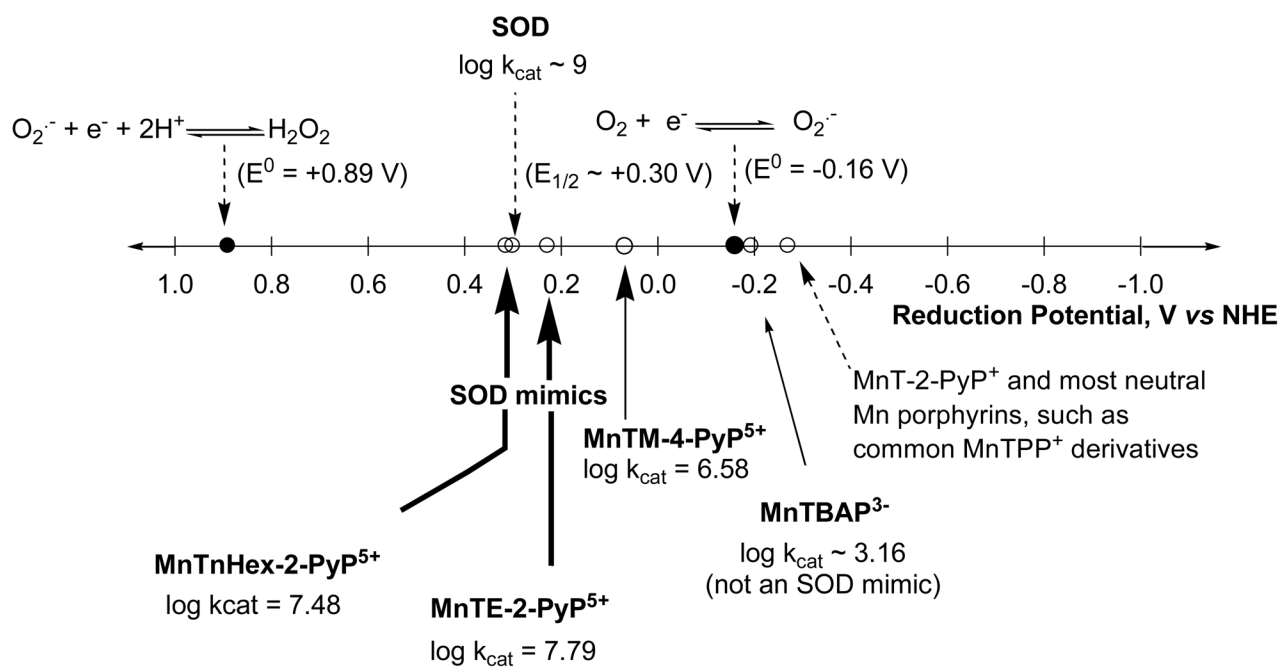 SOD
log k_cat ~ 9
O₂·⁻ + e⁻ + 2H⁺ ⇌ H₂O₂
O₂ + e⁻ ⇌ O₂·⁻
(E⁰ = +0.89 V)
(E₁/₂ ~ +0.30 V)
(E⁰ = -0.16 V)
1.0 0.8 0.6 0.4 0.2 0.0 -0.2 -0.4 -0.6 -0.8 -1.0
Reduction Potential, V vs NHE
SOD mimics
MnT-2-PyP⁺ and most neutral
Mn porphyrins, such as
common MnTPP⁺ derivatives
MnTM-4-PyP⁵⁺
log k_cat = 6.58
MnTBAP³⁻
log k_cat ~ 3.16
(not an SOD mimic)
MnTnHex-2-PyP⁵⁺
log kcat = 7.48
MnTE-2-PyP⁵⁺
log k_cat = 7.79